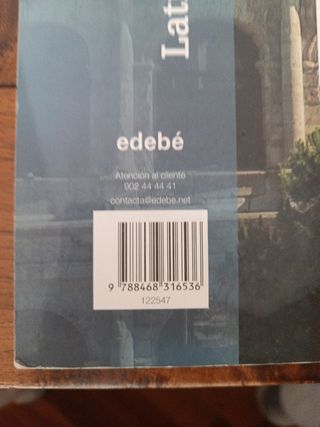 Lat
edebé
Atención al cliente
902 44 44 41
contacta@edebe.net
9 788468 316536
122547